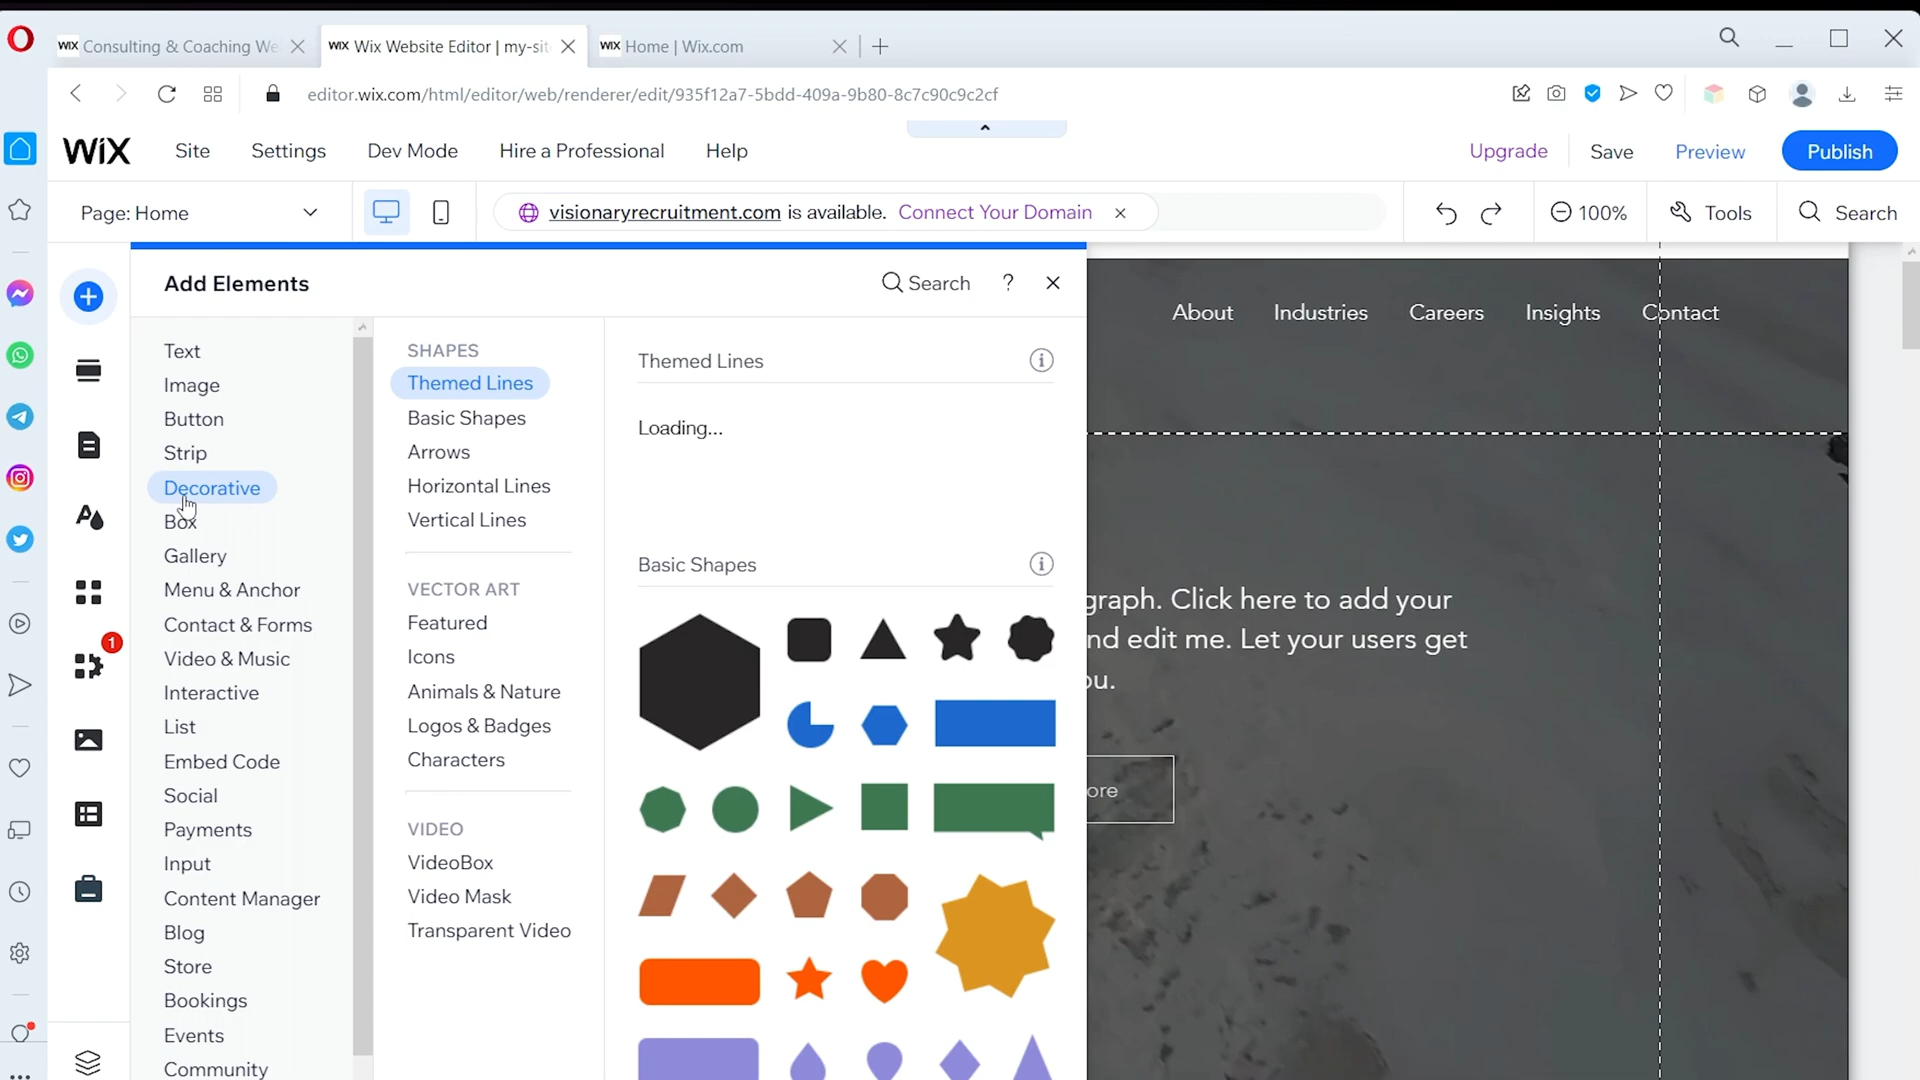 WIX Consulting & Coaching We
WIX Wix Website Editor | my-sit
WIX Home | Wix.com
editor.wix.com/html/editor/web/renderer/edit/935f12a7-5bdd-409a-9b80-8c7c90c9c2cf
WIX Site Settings Dev Mode Hire a Professional Help Upgrade Save Preview Publish
Page: Home
visionaryrecruitment.com is available. Connect Your Domain
100% Tools Search
Add Elements
Search ?
Text
Image
Button
Strip
Decorative
Box
Gallery
Menu & Anchor
Contact & Forms
Video & Music
Interactive
List
Embed Code
Social
Payments
Input
Content Manager
Blog
Store
Bookings
Events
Community
1
SHAPES
Themed Lines
Basic Shapes
Arrows
Horizontal Lines
Vertical Lines
VECTOR ART
Featured
Icons
Animals & Nature
Logos & Badges
Characters
VIDEO
VideoBox
Video Mask
Transparent Video
Themed Lines
Loading...
Basic Shapes
About Industries Careers Insights Contact
graph. Click here to add your
nd edit me. Let your users get
ou.
ore